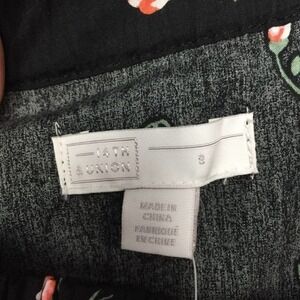 14TH
& UNION
S
MADE IN
CHINA
FABRIQUÉ
EN CHINE